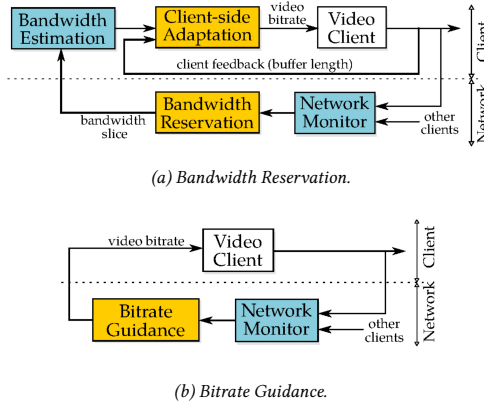 Bandwidth
Estimation
Client-side
Adaptation
video
bitrate
Video
Client
client feedback (buffer length)
Client
bandwidth
slice
Bandwidth
Reservation
Network
Monitor
other
clients
Network
(a) Bandwidth Reservation.
video bitrate
Video
Client
Client
Bitrate
Guidance
Network
Monitor
other
clients
Network
(b) Bitrate Guidance.